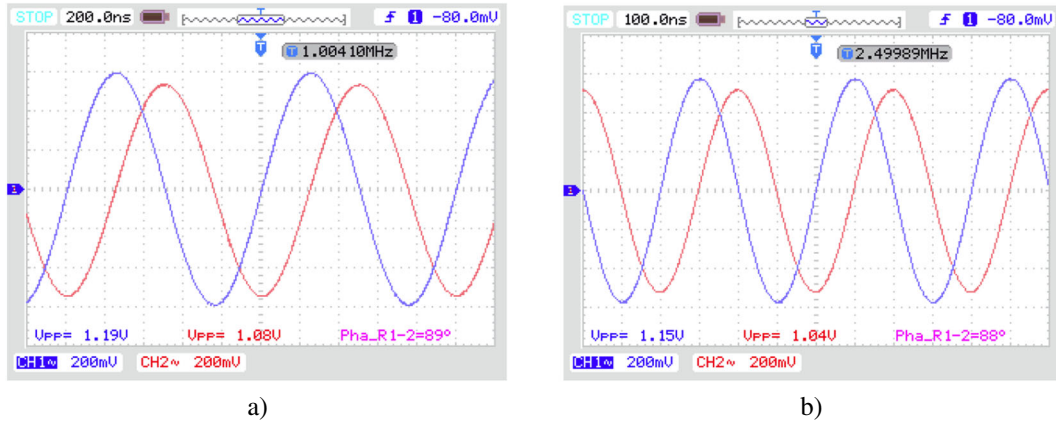 STOP 200.0ns T 1 -80.0mV
T 1.00410MHz
1
VPP= 1.19V VPP= 1.08V Pha_R1-2=89°
CH1~ 200mV CH2~ 200mV
a)
STOP 100.0ns T 1 -80.0mV
T 2.49989MHz
1
VPP= 1.15V VPP= 1.04V Pha_R1-2=88°
CH1~ 200mV CH2~ 200mV
b)